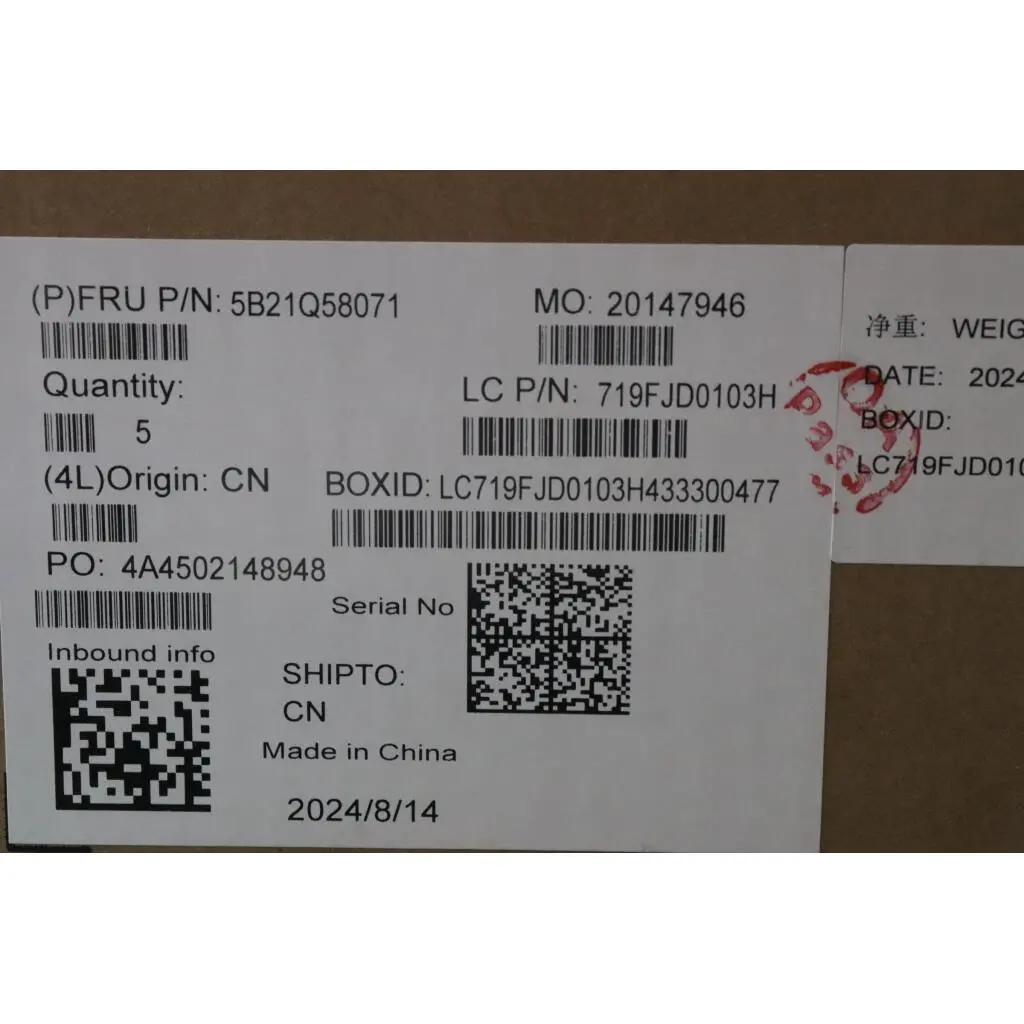 (P)FRU P/N: 5B21Q58071
MO: 20147946
Quantity:
5
LC P/N: 719FJD0103H
(4L)Origin: CN
BOXID: LC719FJD0103H433300477
PO: 4A4502148948
Serial No
Inbound info
SHIPTO:
CN
Made in China
2024/8/14
净重: WEIG
DATE: 2024
BOXID:
LC719FJD010